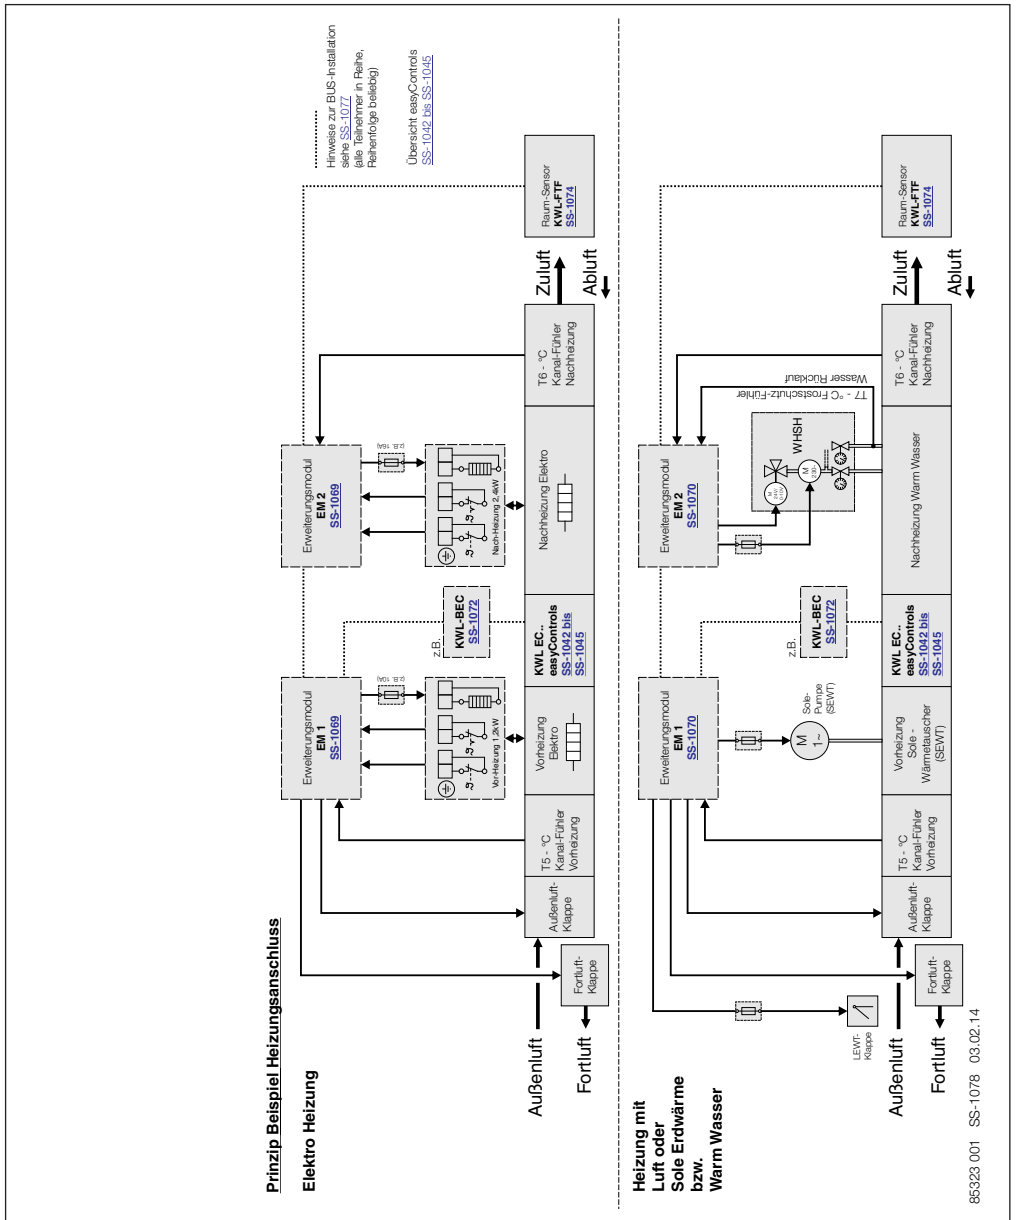 Prinzip Beispiel Heizungsanschluss
Elektro Heizung
Hinweise zur BUS-Installation
siehe SS-1077
(alle Teilnehmer in Reihe,
Reihenfolge beliebig)
Übersicht easyControls
SS-1042 bis SS-1045
Erweiterungsmodul
EM 1
SS-1069
(z.B. 10A)
Vor-Heizung 1,2kW
z.B.
KWL-BEC
SS-1072
Erweiterungsmodul
EM 2
SS-1069
(z.B. 16A)
Nach-Heizung 2,4kW
Außenluft
Fortluft
Fortluft-
Klappe
Außenluft-
Klappe
T5 - °C
Kanal-Fühler
Vorheizung
Vorheizung
Elektro
KWL EC..
easyControls
SS-1042 bis
SS-1045
Nachheizung Elektro
T6 - °C
Kanal-Fühler
Nachheizung
Zuluft
Abluft
Raum-Sensor
KWL-FTF
SS-1074
Heizung mit
Luft oder
Sole Erdwärme
bzw.
Warm Wasser
Erweiterungsmodul
EM 1
SS-1070
M
1~
Sole-
Pumpe
(SEWT)
z.B.
KWL-BEC
SS-1072
Erweiterungsmodul
EM 2
SS-1070
M
24V
0-10V
M
230~
WHSH
T7 - °C Frostschutz-Fühler
Wasser Rücklauf
LEWT-
Klappe
Außenluft
Fortluft
Fortluft-
Klappe
Außenluft-
Klappe
T5 - °C
Kanal-Fühler
Vorheizung
Vorheizung
Sole -
Wärmetauscher
(SEWT)
KWL EC..
easyControls
SS-1042 bis
SS-1045
Nachheizung Warm Wasser
T6 - °C
Kanal-Fühler
Nachheizung
Zuluft
Abluft
Raum-Sensor
KWL-FTF
SS-1074
85323 001 SS-1078 03.02.14